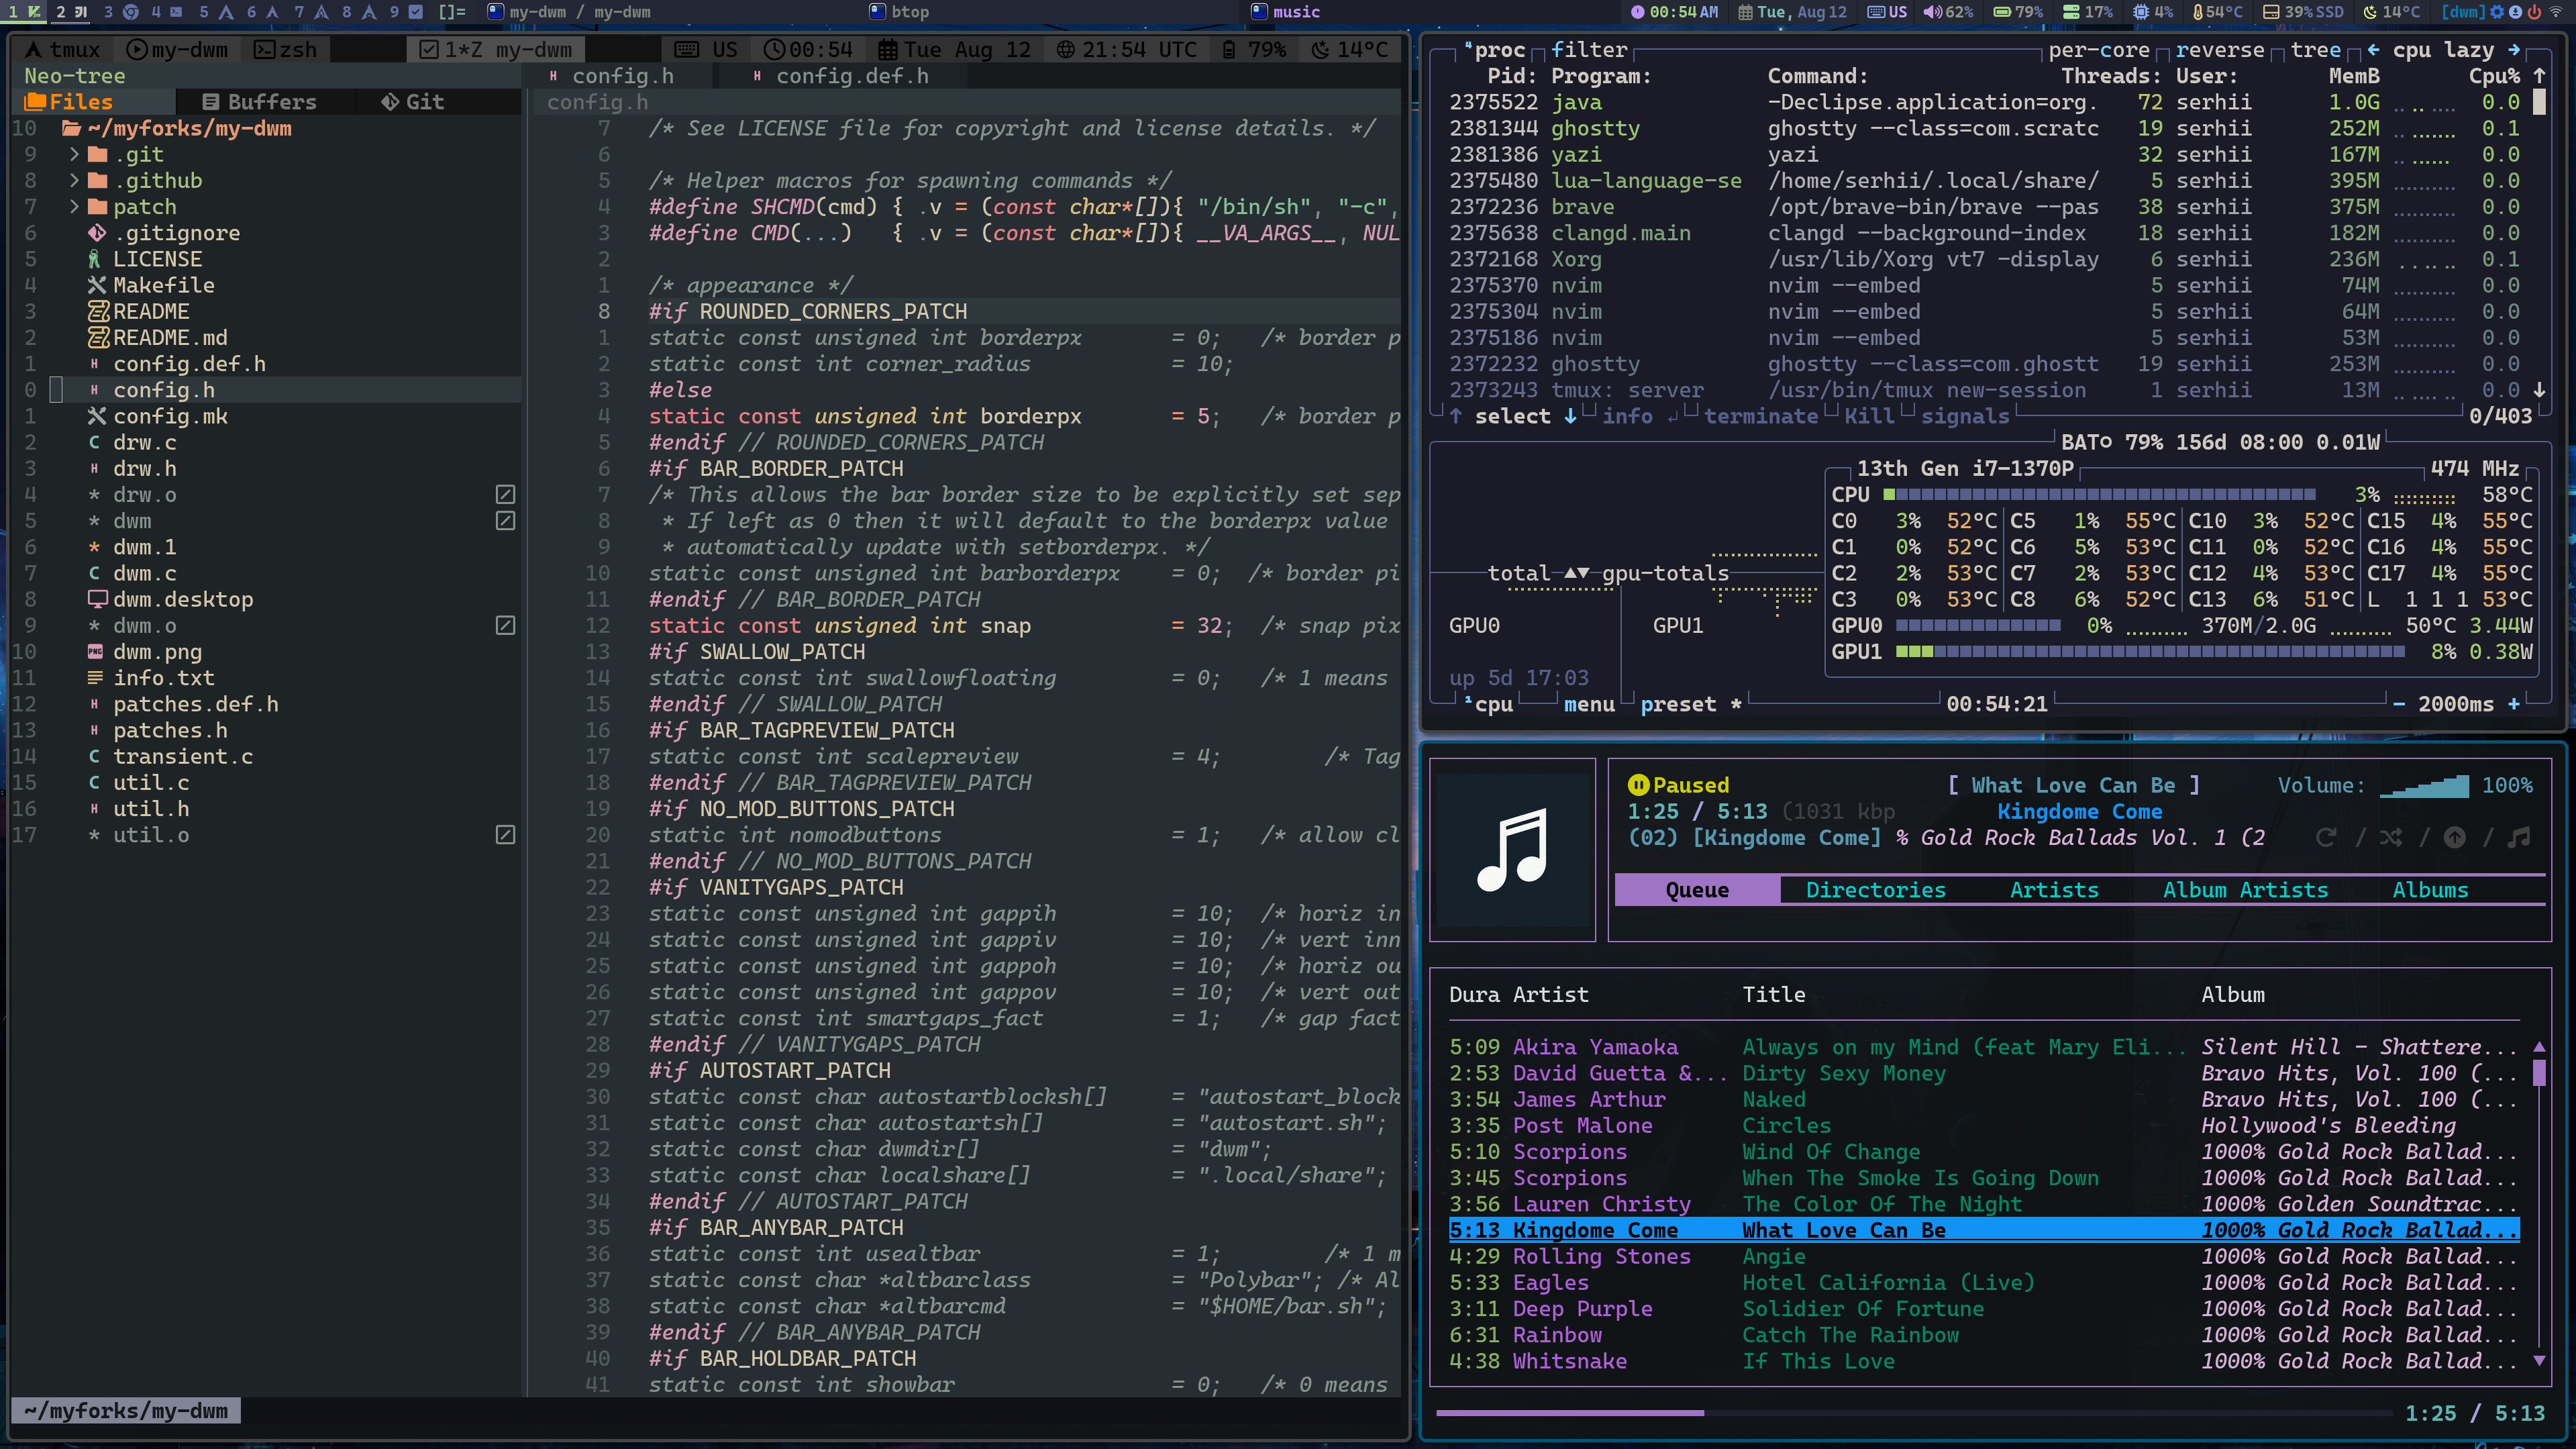 1 2 3 4 5 6 7 8 9 []= my-dwm / my-dwm btop music 00:54 AM Tue, Aug 12 US 62% 79% 17% 4% 54°C 39% SSD 14°C [dwm]
tmux my-dwm zsh 1*Z my-dwm US 00:54 Tue Aug 12 21:54 UTC 79% 14°C
Neo-tree
Files Buffers Git
10 ~/myforks/my-dwm
9 > .git
8 > .github
7 > patch
6 .gitignore
5 LICENSE
4 Makefile
3 README
2 README.md
1 config.def.h
0 config.h
1 config.mk
2 drw.c
3 drw.h
4 * drw.o
5 * dwm
6 * dwm.1
7 dwm.c
8 dwm.desktop
9 * dwm.o
10 dwm.png
11 info.txt
12 patches.def.h
13 patches.h
14 transient.c
15 util.c
16 util.h
17 * util.o
~/myforks/my-dwm
config.h config.def.h
config.h
7 /* See LICENSE file for copyright and license details. */
6
5 /* Helper macros for spawning commands */
4 #define SHCMD(cmd) { .v = (const char*[]){ "/bin/sh", "-c",
3 #define CMD(...) { .v = (const char*[]){ __VA_ARGS__, NUL
2
1 /* appearance */
8 #if ROUNDED_CORNERS_PATCH
1 static const unsigned int borderpx = 0; /* border p
2 static const int corner_radius = 10;
3 #else
4 static const unsigned int borderpx = 5; /* border p
5 #endif // ROUNDED_CORNERS_PATCH
6 #if BAR_BORDER_PATCH
7 /* This allows the bar border size to be explicitly set sep
8 * If left as 0 then it will default to the borderpx value
9 * automatically update with setborderpx. */
10 static const unsigned int barborderpx = 0; /* border pi
11 #endif // BAR_BORDER_PATCH
12 static const unsigned int snap = 32; /* snap pix
13 #if SWALLOW_PATCH
14 static const int swallowfloating = 0; /* 1 means
15 #endif // SWALLOW_PATCH
16 #if BAR_TAGPREVIEW_PATCH
17 static const int scalepreview = 4; /* Tag
18 #endif // BAR_TAGPREVIEW_PATCH
19 #if NO_MOD_BUTTONS_PATCH
20 static int nomodbuttons = 1; /* allow cl
21 #endif // NO_MOD_BUTTONS_PATCH
22 #if VANITYGAPS_PATCH
23 static const unsigned int gappih = 10; /* horiz in
24 static const unsigned int gappiv = 10; /* vert inn
25 static const unsigned int gappoh = 10; /* horiz ou
26 static const unsigned int gappov = 10; /* vert out
27 static const int smartgaps_fact = 1; /* gap fact
28 #endif // VANITYGAPS_PATCH
29 #if AUTOSTART_PATCH
30 static const char autostartblocksh[] = "autostart_block
31 static const char autostartsh[] = "autostart.sh";
32 static const char dwmdir[] = "dwm";
33 static const char localshare[] = ".local/share";
34 #endif // AUTOSTART_PATCH
35 #if BAR_ANYBAR_PATCH
36 static const int usealtbar = 1; /* 1 m
37 static const char *altbarclass = "Polybar"; /* Al
38 static const char *altbarcmd = "$HOME/bar.sh";
39 #endif // BAR_ANYBAR_PATCH
40 #if BAR_HOLDBAR_PATCH
41 static const int showbar = 0; /* 0 means
⁴proc filter per-core reverse tree ← cpu lazy →
Pid: Program: Command: Threads: User: MemB Cpu% ↑
2375522 java -Declipse.application=org. 72 serhii 1.0G 0.0
2381344 ghostty ghostty --class=com.scratc 19 serhii 252M 0.1
2381386 yazi yazi 32 serhii 167M 0.0
2375480 lua-language-se /home/serhii/.local/share/ 5 serhii 395M 0.0
2372236 brave /opt/brave-bin/brave --pas 38 serhii 375M 0.0
2375638 clangd.main clangd --background-index 18 serhii 182M 0.0
2372168 Xorg /usr/lib/Xorg vt7 -display 6 serhii 236M 0.1
2375370 nvim nvim --embed 5 serhii 74M 0.0
2375304 nvim nvim --embed 5 serhii 64M 0.0
2375186 nvim nvim --embed 5 serhii 53M 0.0
2372232 ghostty ghostty --class=com.ghostt 19 serhii 253M 0.0
2373243 tmux: server /usr/bin/tmux new-session 1 serhii 13M 0.0 ↓
↑ select ↓ info ↲ terminate Kill signals 0/403
BAT○ 79% 156d 08:00 0.01W
13th Gen i7-1370P 474 MHz
CPU 3% 58°C
C0 3% 52°C C5 1% 55°C C10 3% 52°C C15 4% 55°C
C1 0% 52°C C6 5% 53°C C11 0% 52°C C16 4% 55°C
total ▲▼ gpu-totals C2 2% 53°C C7 2% 53°C C12 4% 53°C C17 4% 55°C
C3 0% 53°C C8 6% 52°C C13 6% 51°C L 1 1 1 53°C
GPU0 GPU1 GPU0 0% 370M/2.0G 50°C 3.44W
GPU1 8% 0.38W
up 5d 17:03
¹cpu menu preset * 00:54:21 - 2000ms +
Paused [ What Love Can Be ] Volume: 100%
1:25 / 5:13 (1031 kbp Kingdome Come
(02) [Kingdome Come] % Gold Rock Ballads Vol. 1 (2 / / /
Queue Directories Artists Album Artists Albums
Dura Artist Title Album
5:09 Akira Yamaoka Always on my Mind (feat Mary Eli... Silent Hill - Shattere...
2:53 David Guetta &... Dirty Sexy Money Bravo Hits, Vol. 100 (...
3:54 James Arthur Naked Bravo Hits, Vol. 100 (...
3:35 Post Malone Circles Hollywood's Bleeding
5:10 Scorpions Wind Of Change 1000% Gold Rock Ballad...
3:45 Scorpions When The Smoke Is Going Down 1000% Gold Rock Ballad...
3:56 Lauren Christy The Color Of The Night 1000% Golden Soundtrac...
5:13 Kingdome Come What Love Can Be 1000% Gold Rock Ballad...
4:29 Rolling Stones Angie 1000% Gold Rock Ballad...
5:33 Eagles Hotel California (Live) 1000% Gold Rock Ballad...
3:11 Deep Purple Solidier Of Fortune 1000% Gold Rock Ballad...
6:31 Rainbow Catch The Rainbow 1000% Gold Rock Ballad...
4:38 Whitsnake If This Love 1000% Gold Rock Ballad...
1:25 / 5:13